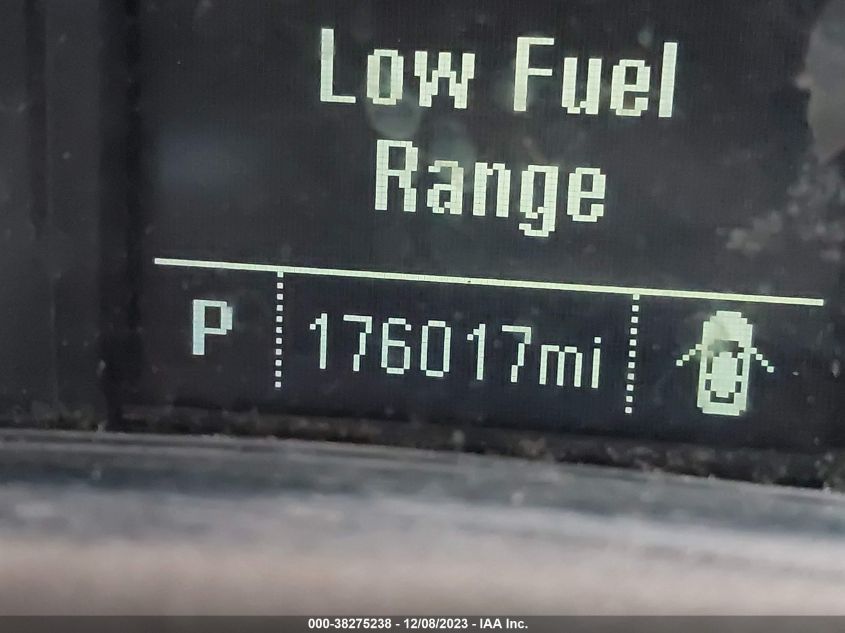 Low Fuel
Range
P 176017mi
000-38275238 - 12/08/2023 - IAA Inc.